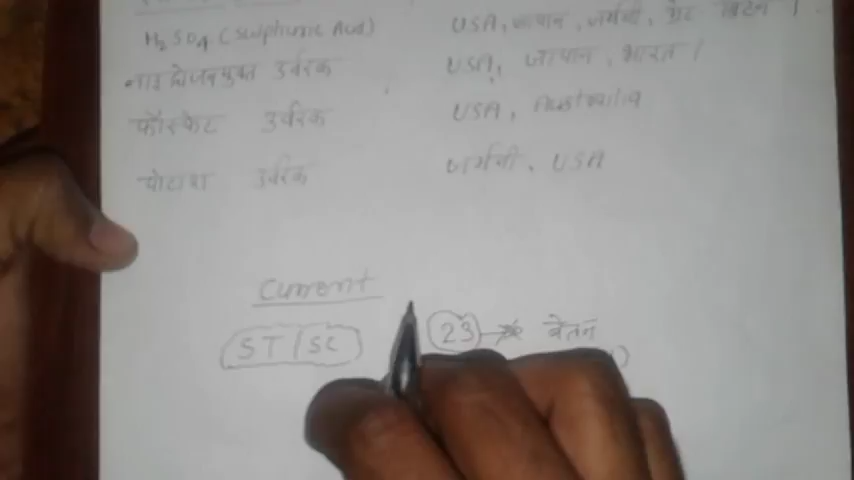 H₂SO₄ (Sulphuric Acid) USA, जापान, जर्मनी, ग्रेट ब्रिटेन ।
नाइट्रोजनयुक्त उर्वरक USA, जापान, भारत ।
फॉस्फेट उर्वरक USA, Australia
पोटाश उर्वरक जर्मनी, USA
Current
ST/SC 23 वेतन